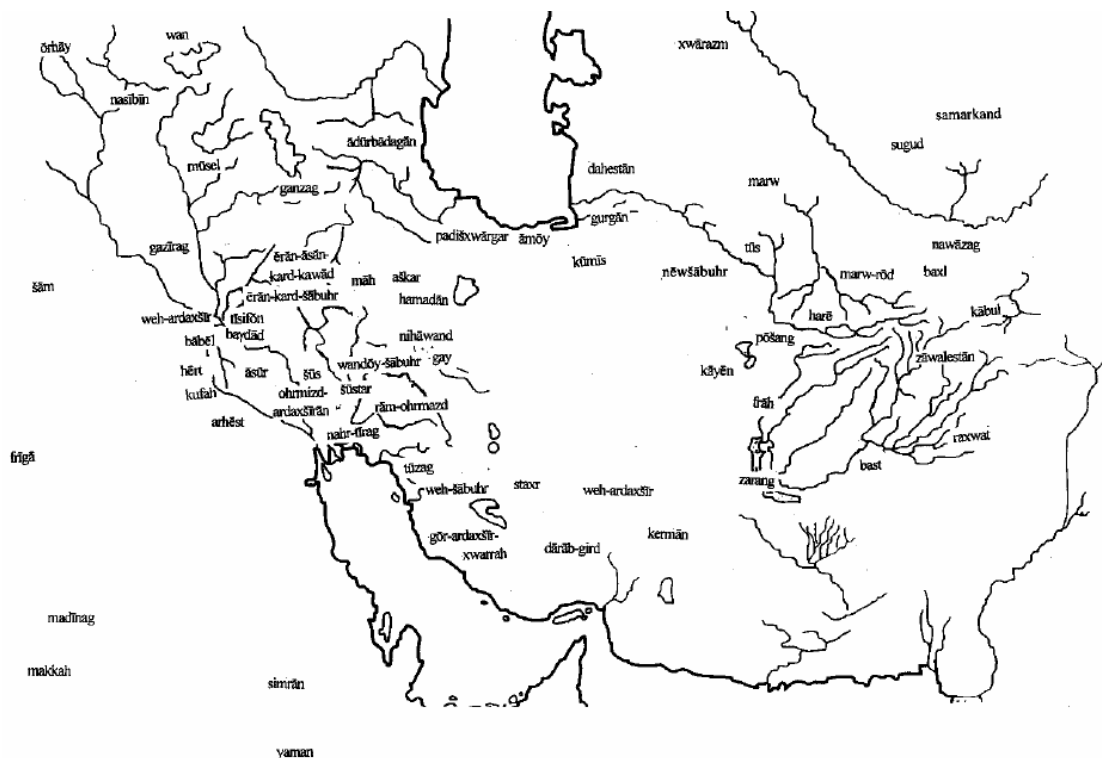 wan
ōrhāy
xwārazm
nasībīn
samarkand
ādūrbādagān
sugud
mūsel
dahestān
marw
ganzag
gurgān
padišxwārgar
āmōy
gazīrag
tūs
nawāzag
ērān-āsān-
kard-kawād
kūmīs
nēwšābuhr
marw-rōd
baxl
māh
aškar
šām
ērān-kard-šābuhr
hamadān
kābul
weh-ardaxšīr
tīsifōn
harē
baydād
bābēl
nihāwand
pōšang
gay
zāwalestān
wandōy-šābuhr
hērt
āsūr
šūs
kāyēn
kufah
ohrmizd-
ardaxšīrān
šūstar
rām-ohrmazd
frāh
arhēst
nahr-tīrag
raxwat
frīgā
tūzag
bast
weh-šābuhr
staxr
weh-ardaxšīr
zarang
gōr-ardaxšīr-
xwarrah
dārāb-gird
kermān
madīnag
makkah
simrān
yaman